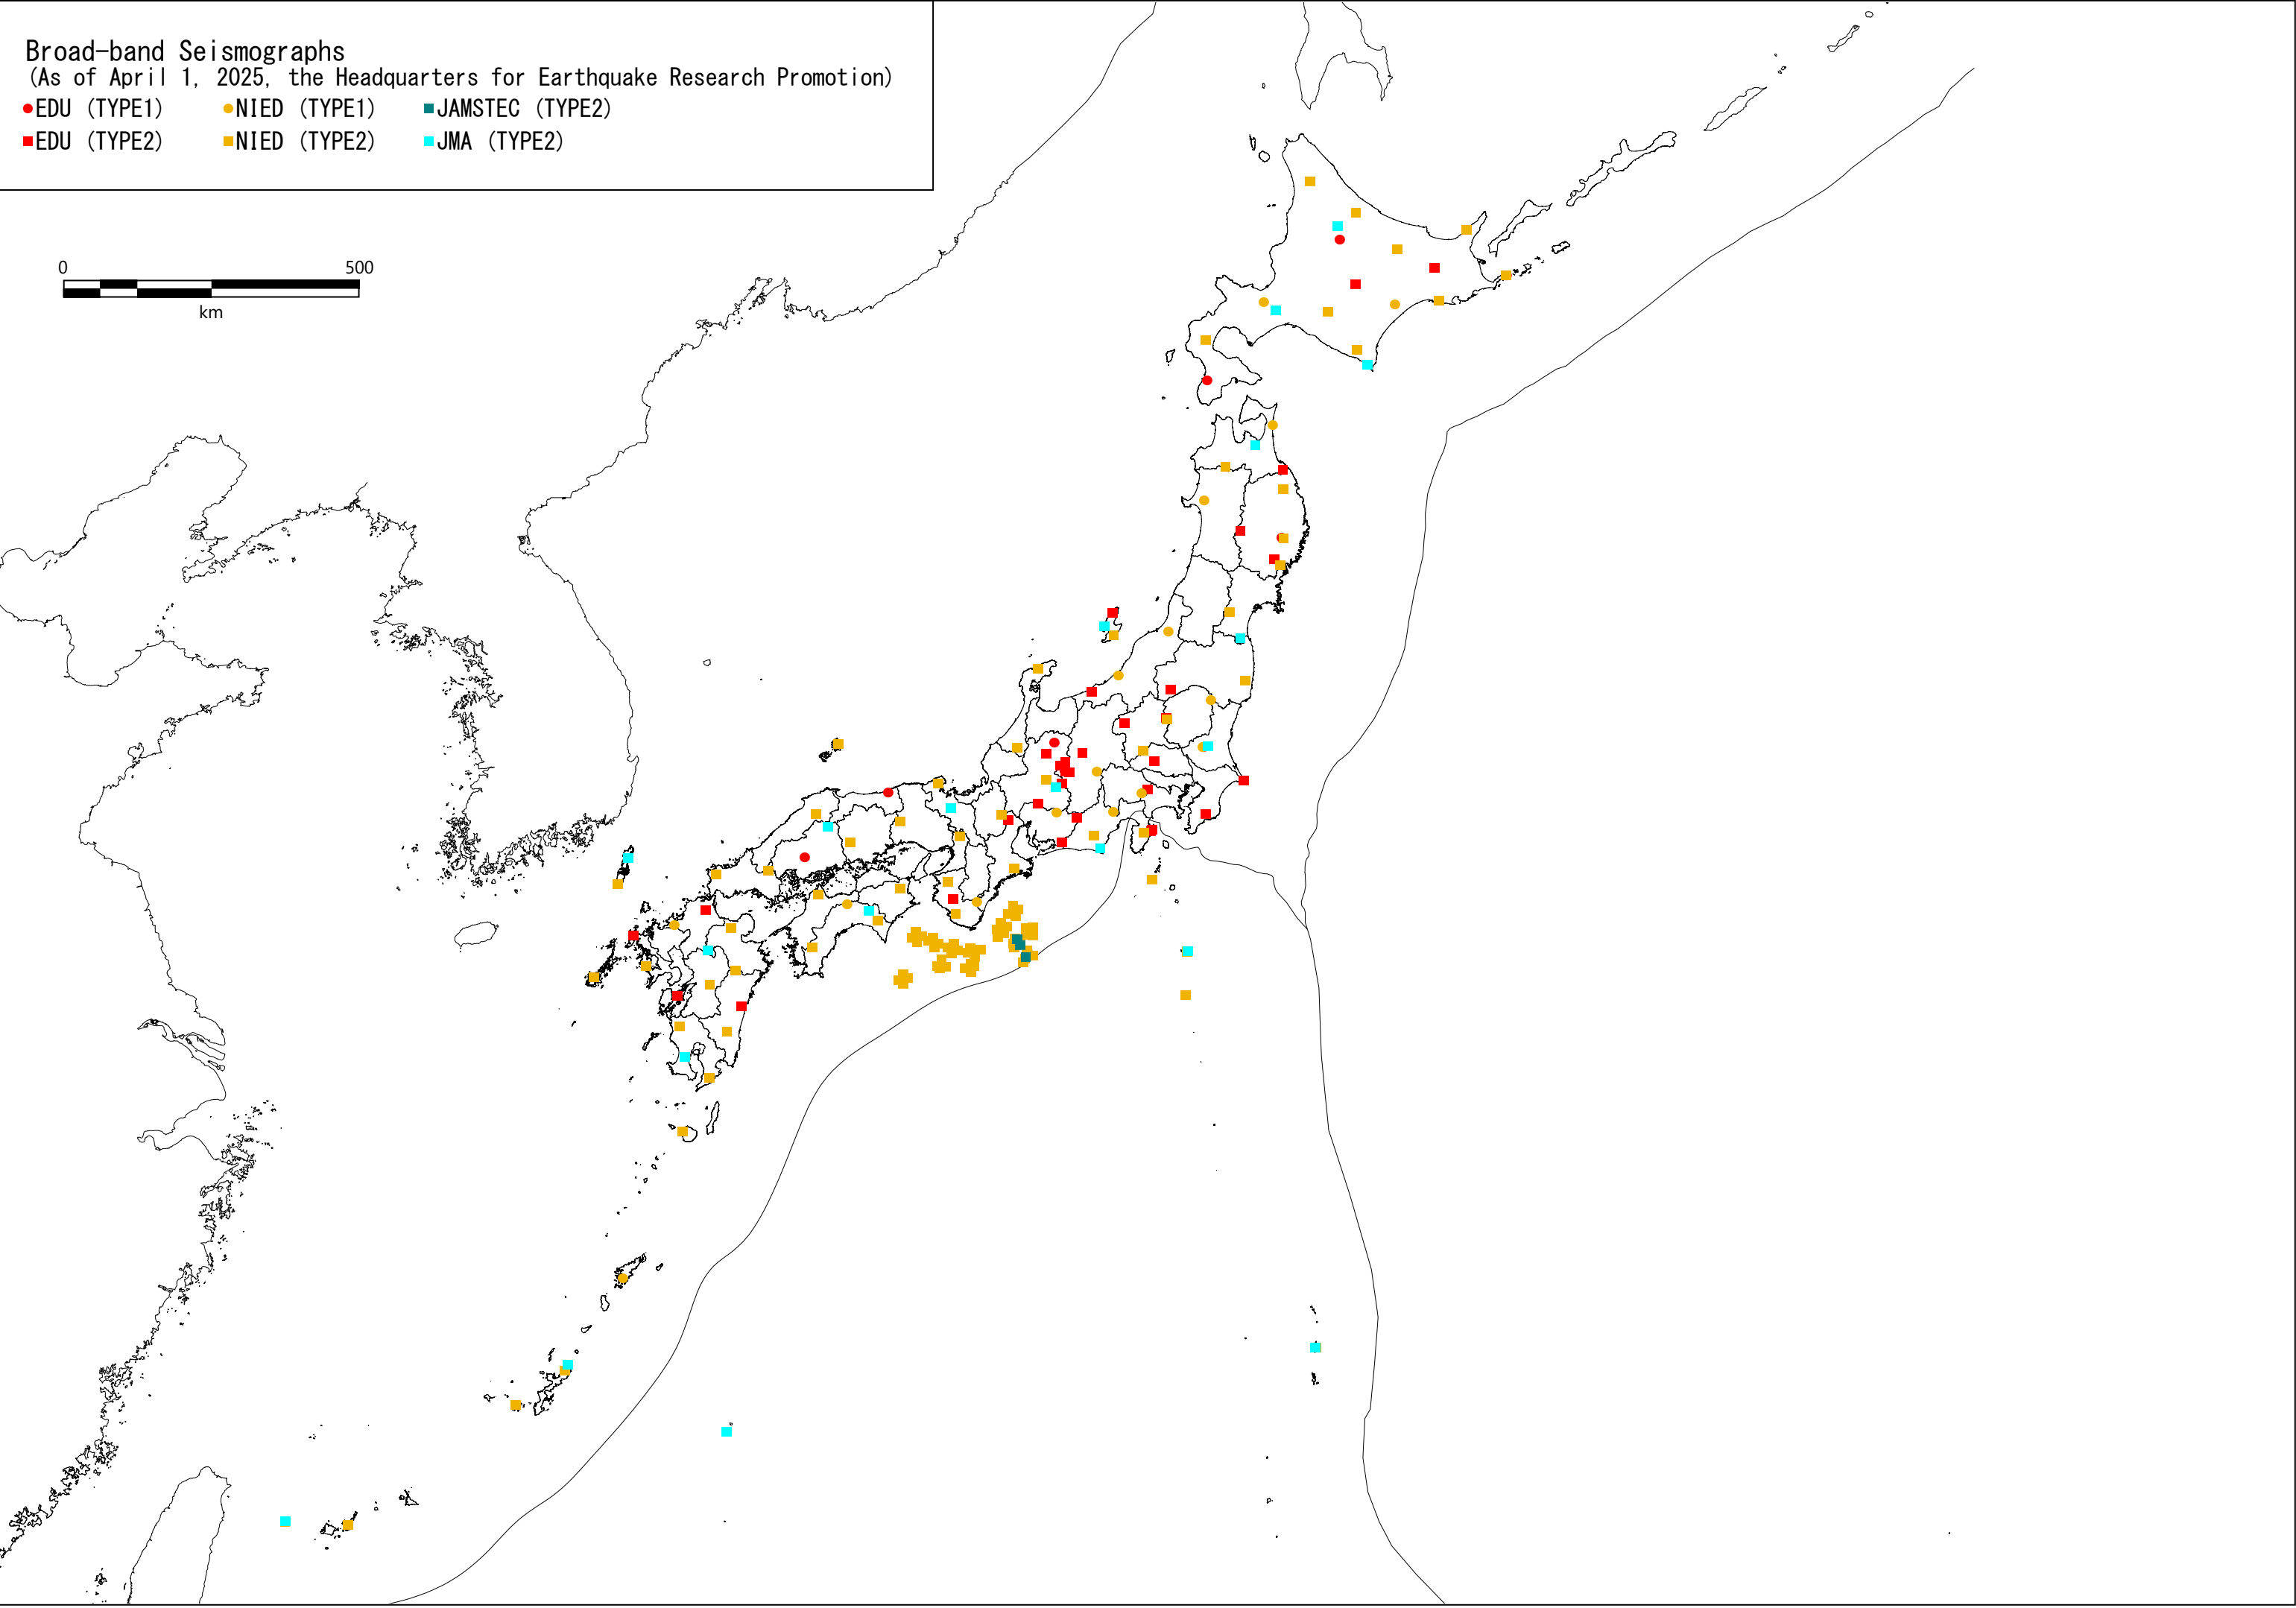 Broad-band Seismographs
(As of April 1, 2025, the Headquarters for Earthquake Research Promotion)
EDU (TYPE1) NIED (TYPE1) JAMSTEC (TYPE2)
EDU (TYPE2) NIED (TYPE2) JMA (TYPE2)
0 500
km